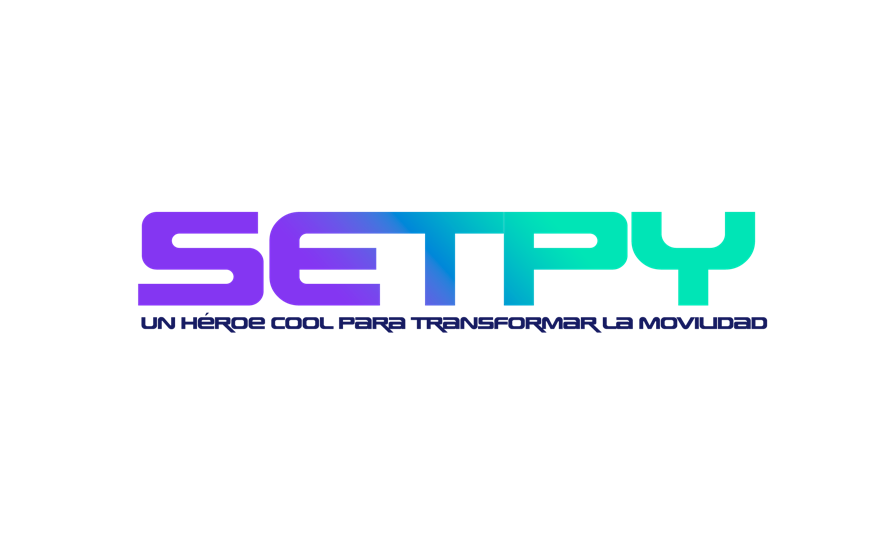 SETPY
UN HÉROE COOL PARA TRANSFORMAR LA MOVILIDAD